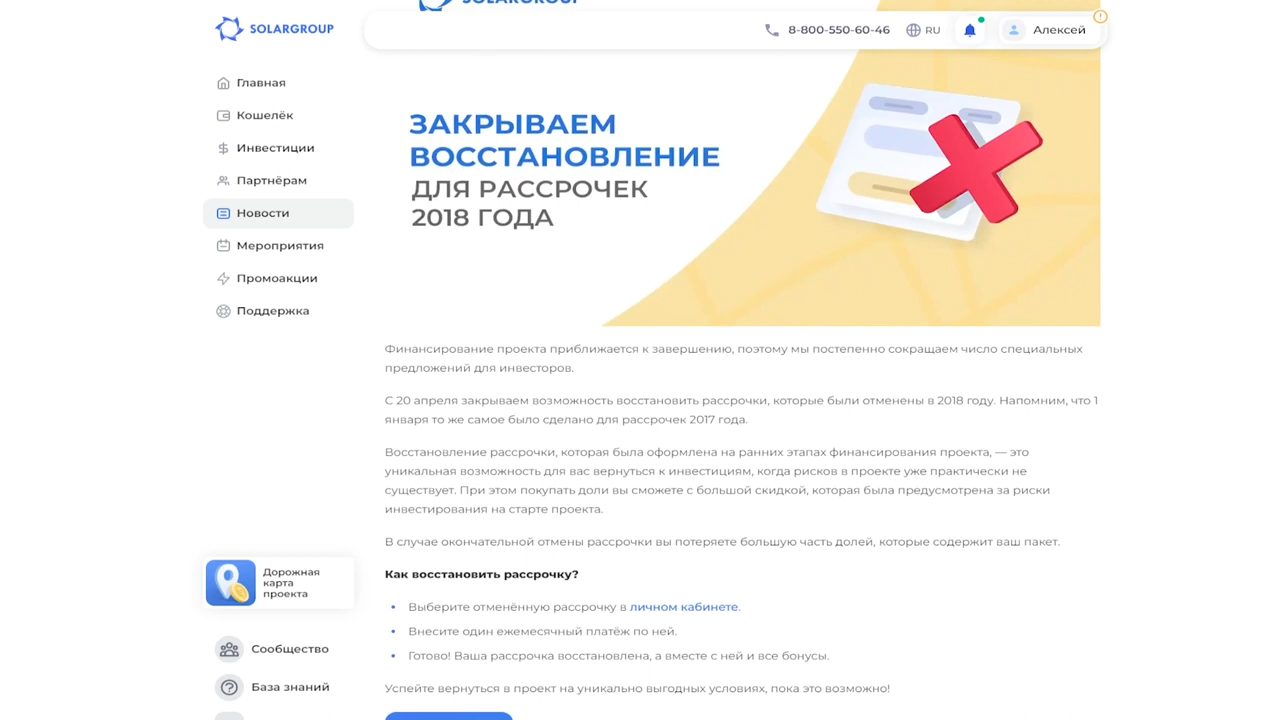 SOLARGROUP
SOLARGROUP
8-800-550-60-46
RU
Алексей
Главная
Кошелёк
Инвестиции
Партнёрам
Новости
Мероприятия
Промоакции
Поддержка
ЗАКРЫВАЕМ
ВОССТАНОВЛЕНИЕ
ДЛЯ РАССРОЧЕК
2018 ГОДА
Финансирование проекта приближается к завершению, поэтому мы постепенно сокращаем число специальных
предложений для инвесторов.
С 20 апреля закрываем возможность восстановить рассрочки, которые были отменены в 2018 году. Напомним, что 1
января то же самое было сделано для рассрочек 2017 года.
Восстановление рассрочки, которая была оформлена на ранних этапах финансирования проекта, — это
уникальная возможность для вас вернуться к инвестициям, когда рисков в проекте уже практически не
существует. При этом покупать доли вы сможете с большой скидкой, которая была предусмотрена за риски
инвестирования на старте проекта.
В случае окончательной отмены рассрочки вы потеряете большую часть долей, которые содержит ваш пакет.
Как восстановить рассрочку?
• Выберите отменённую рассрочку в личном кабинете.
• Внесите один ежемесячный платёж по ней.
• Готово! Ваша рассрочка восстановлена, а вместе с ней и все бонусы.
Успейте вернуться в проект на уникально выгодных условиях, пока это возможно!
Дорожная
карта
проекта
Сообщество
База знаний